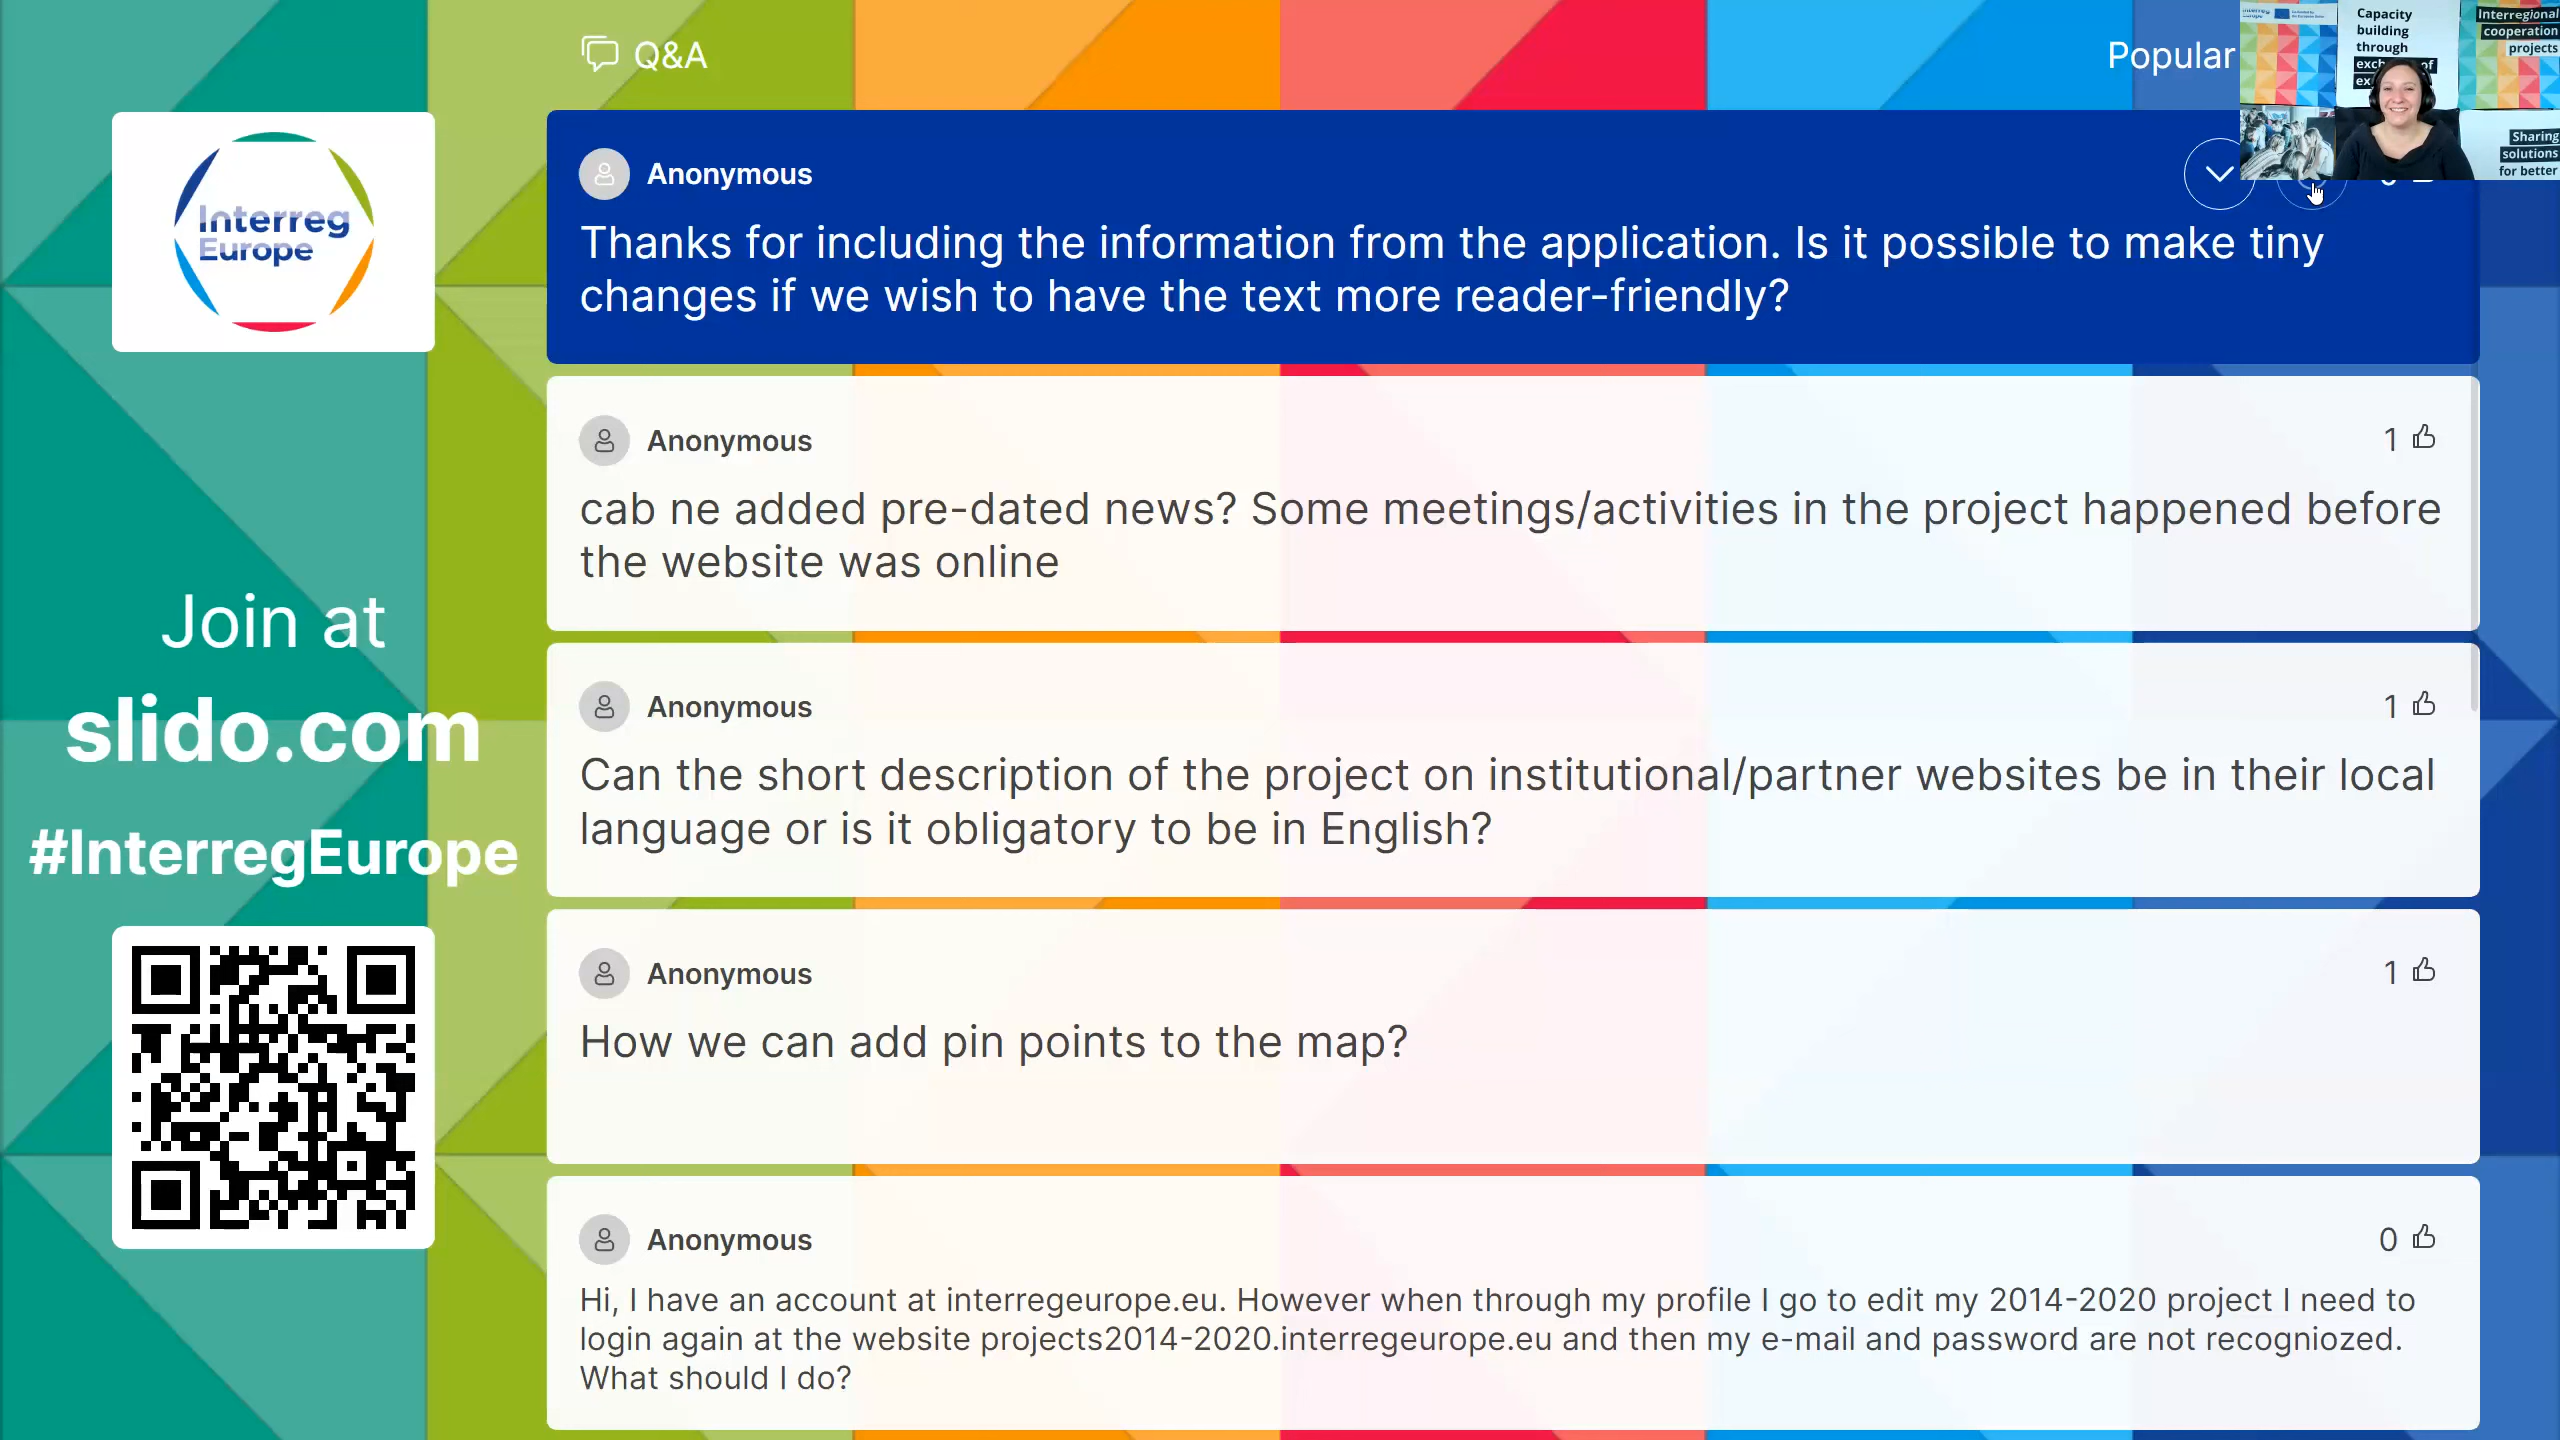 Q&A
Popular
Capacity
building
through
Interregional
cooperation
projects
Sharing
solutions
for better
Interreg
Europe
Join at
slido.com
#InterregEurope
Anonymous
Thanks for including the information from the application. Is it possible to make tiny
changes if we wish to have the text more reader-friendly?
Anonymous
1
cab ne added pre-dated news? Some meetings/activities in the project happened before
the website was online
Anonymous
1
Can the short description of the project on institutional/partner websites be in their local
language or is it obligatory to be in English?
Anonymous
1
How we can add pin points to the map?
Anonymous
0
Hi, I have an account at interregeurope.eu. However when through my profile I go to edit my 2014-2020 project I need to
login again at the website projects2014-2020.interregeurope.eu and then my e-mail and password are not recogniozed.
What should I do?